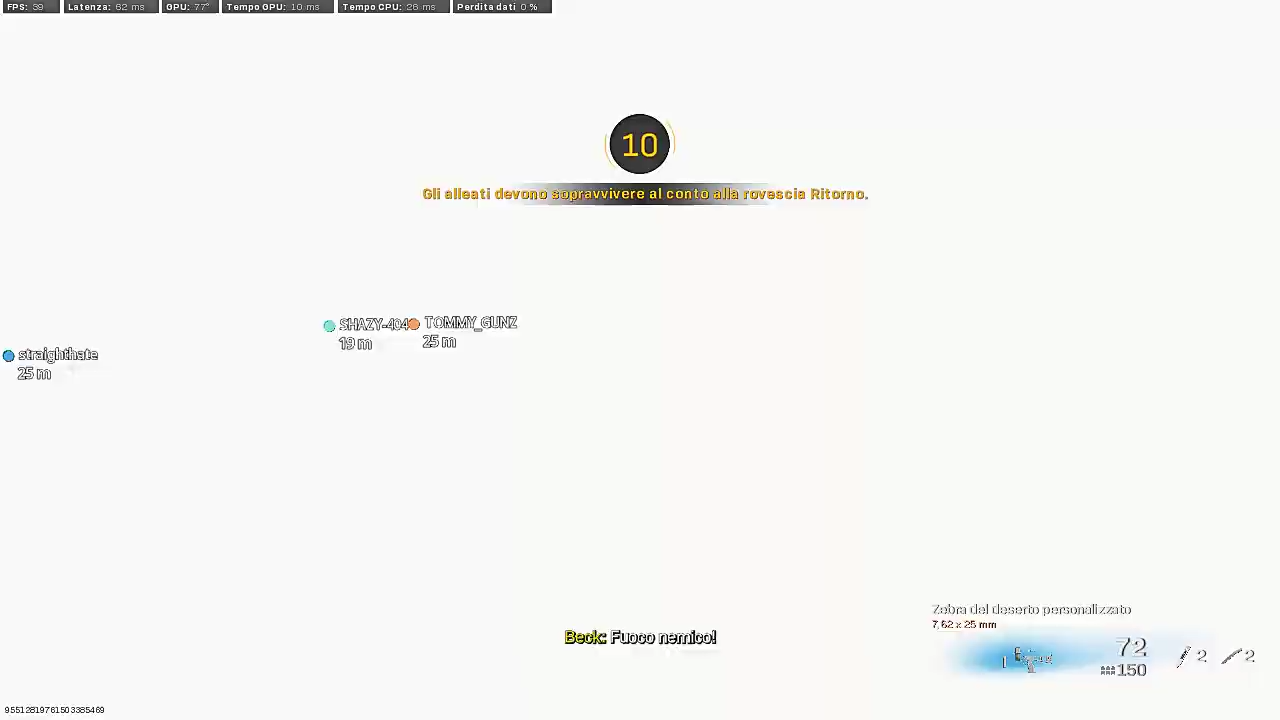 FPS: 39 Latenza: 62 ms GPU: 77° Tempo GPU: 10 ms Tempo CPU: 26 ms Perdita dati 0 %
10
Gli alleati devono sopravvivere al conto alla rovescia Ritorno.
SHAZY-404 TOMMY_GUNZ
19 m 25 m
straighthate
25 m
Zebra del deserto personalizzato
7,62 x 25 mm
Beck: Fuoco nemico!
72 2 2
150
95512819761503385469